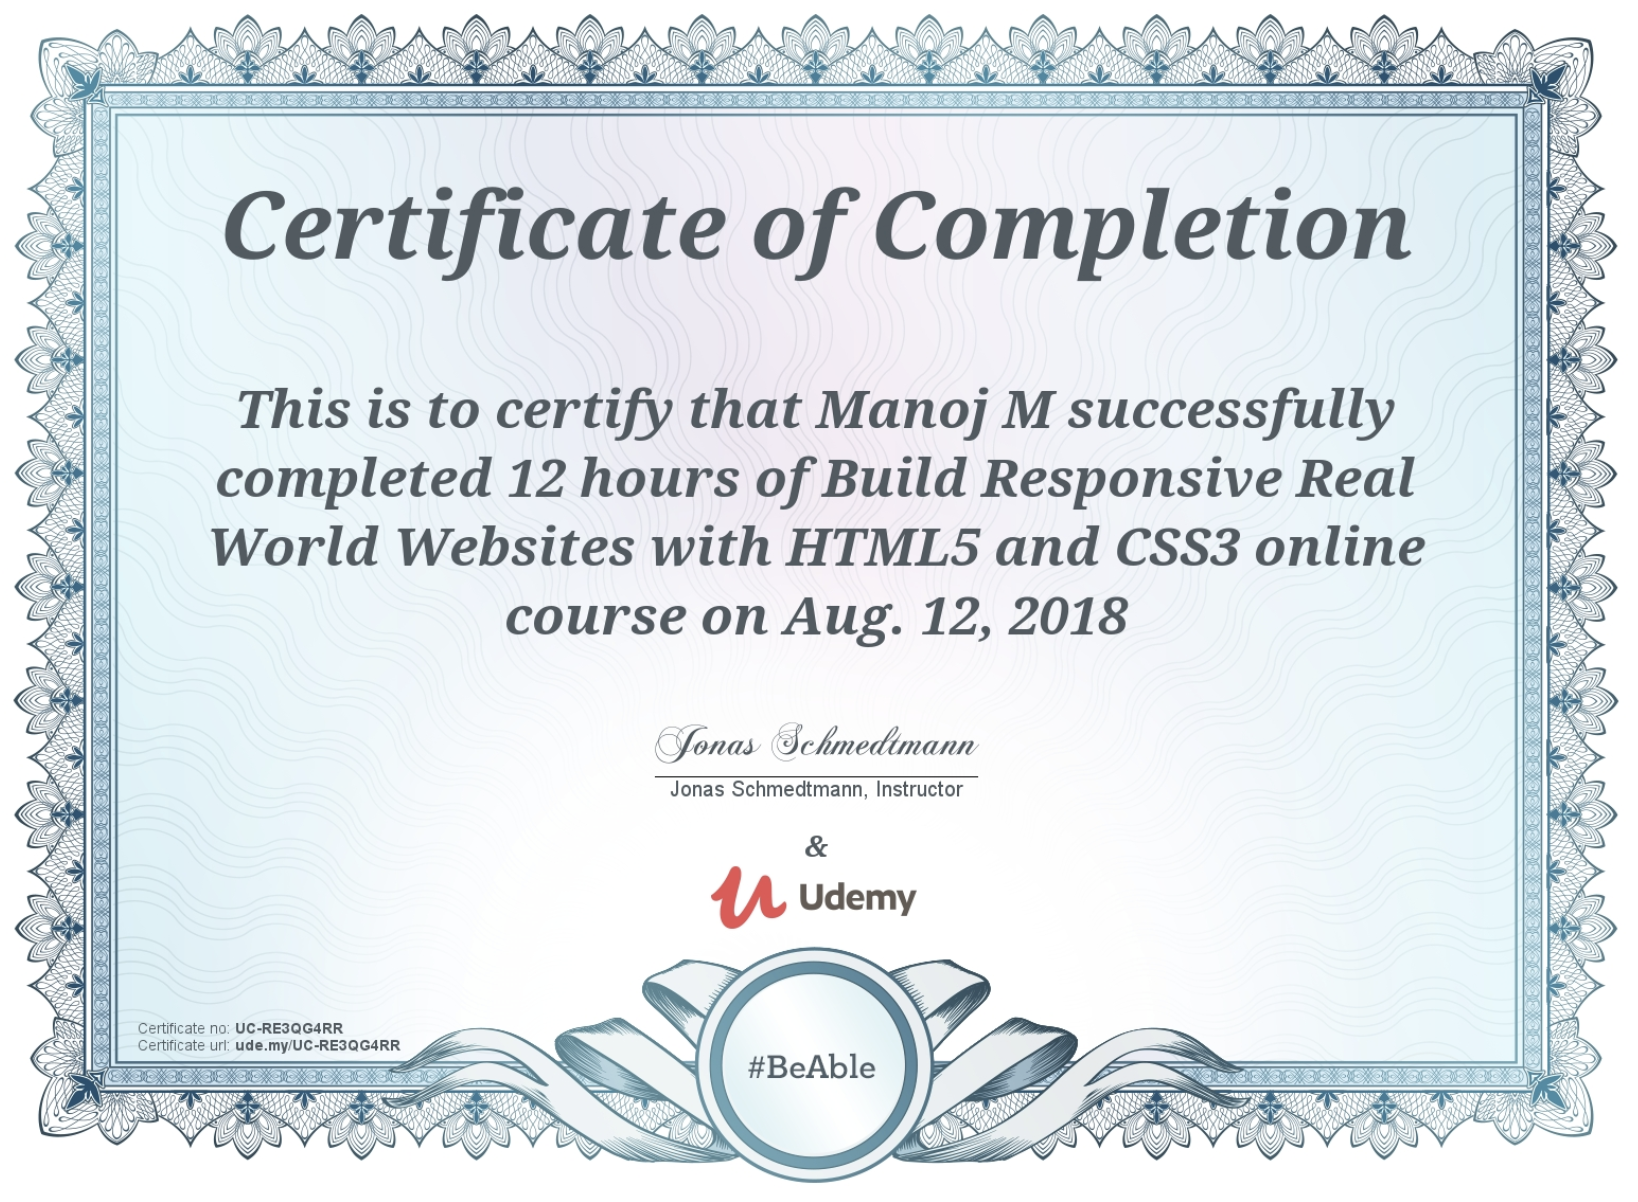 Certificate of Completion
This is to certify that Manoj M successfully
completed 12 hours of Build Responsive Real
World Websites with HTML5 and CSS3 online
course on Aug. 12, 2018
Jonas Schmedtmann
Jonas Schmedtmann, Instructor
&
Udemy
Certificate no: UC-RE3QG4RR
Certificate url: ude.my/UC-RE3QG4RR
#BeAble